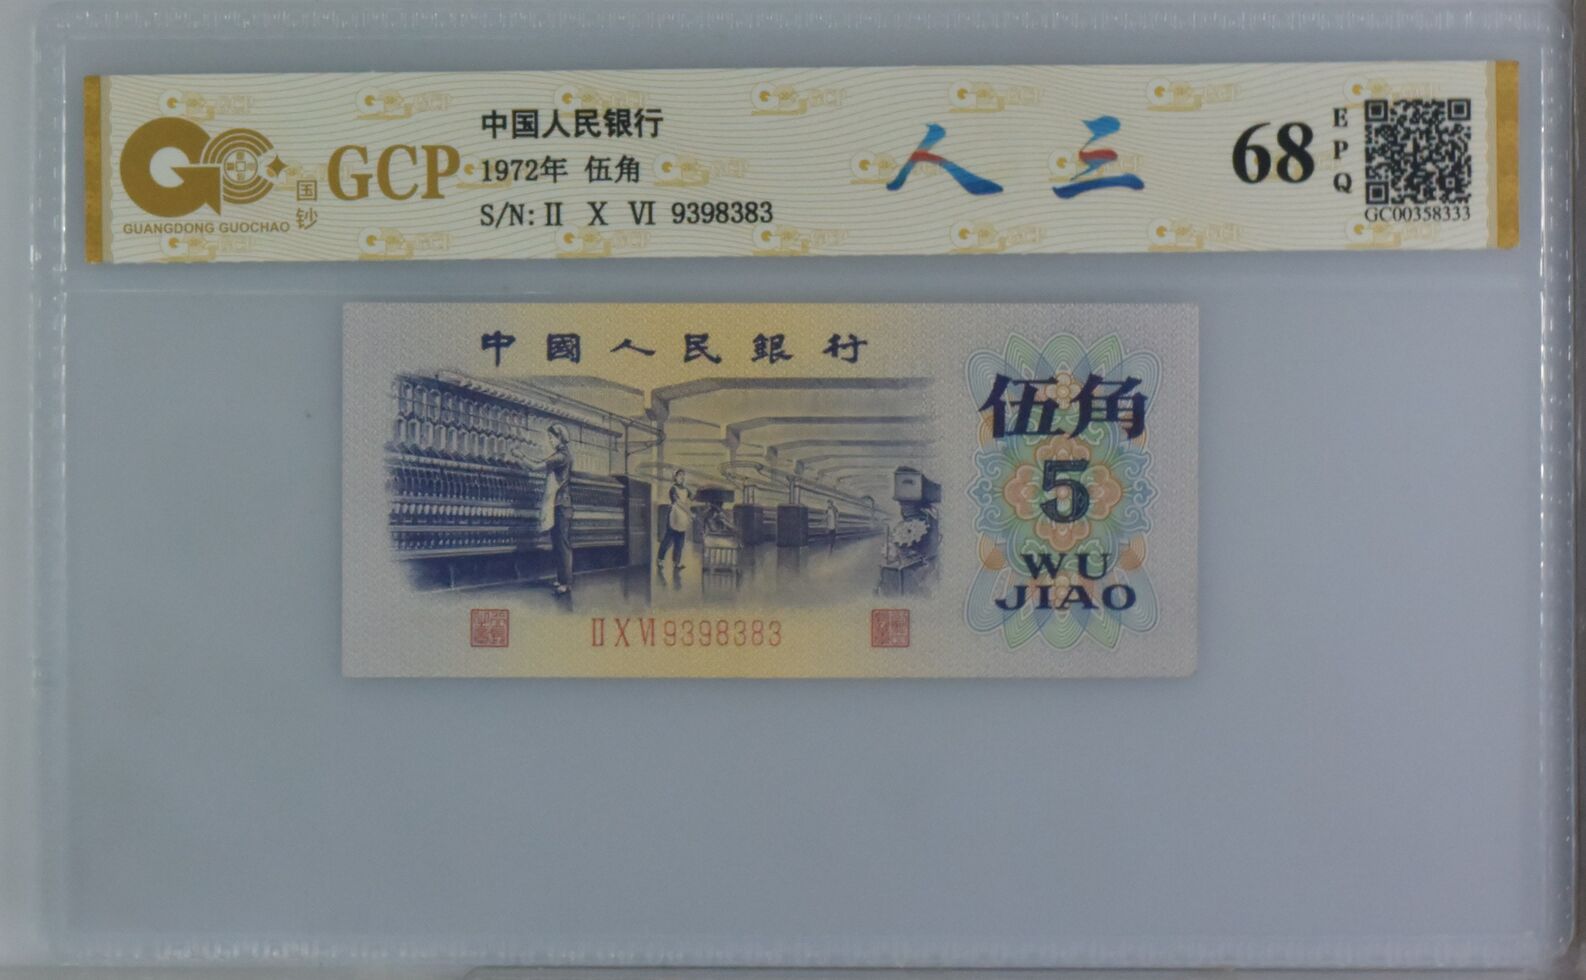 GUANGDONG GUOCHAO
国钞
GCP
中国人民银行
1972年 伍角
S/N: II X VI 9398383
人三
68
EPQ
GC00358333
中國人民銀行
伍角
5
WU
JIAO
II X VI 9398383